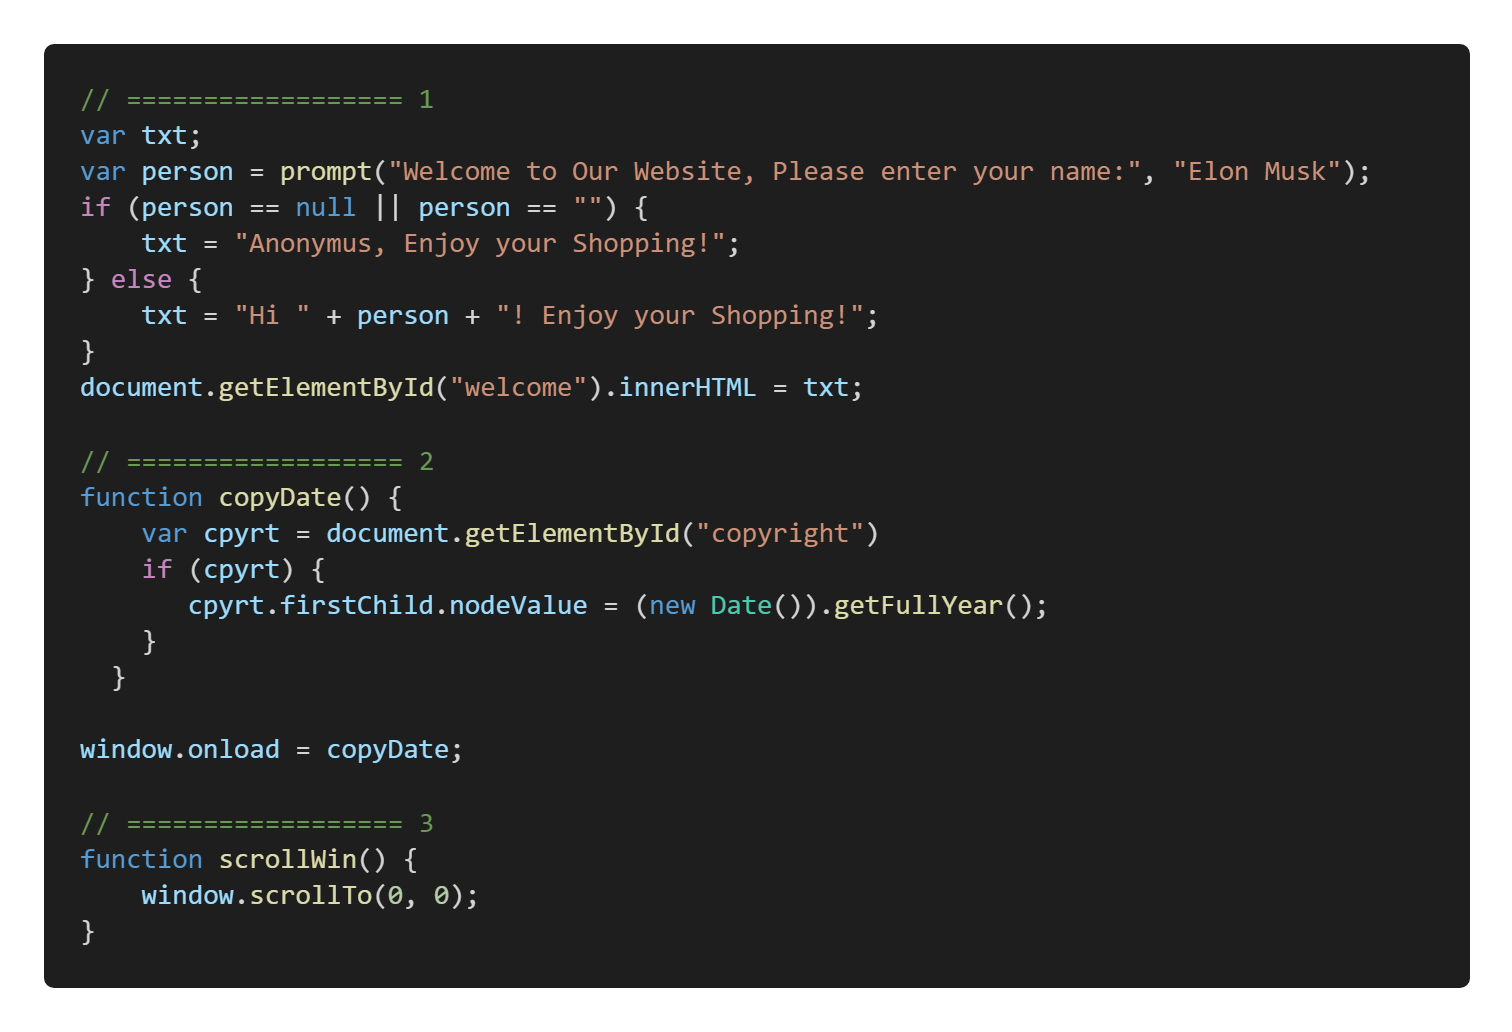 // ================== 1
var txt;
var person = prompt("Welcome to Our Website, Please enter your name:", "Elon Musk");
if (person == null || person == "") {
    txt = "Anonymus, Enjoy your Shopping!";
} else {
    txt = "Hi " + person + "! Enjoy your Shopping!";
}
document.getElementById("welcome").innerHTML = txt;

// ================== 2
function copyDate() {
    var cpyrt = document.getElementById("copyright")
    if (cpyrt) {
       cpyrt.firstChild.nodeValue = (new Date()).getFullYear();
    }
  }

window.onload = copyDate;

// ================== 3
function scrollWin() {
    window.scrollTo(0, 0);
}